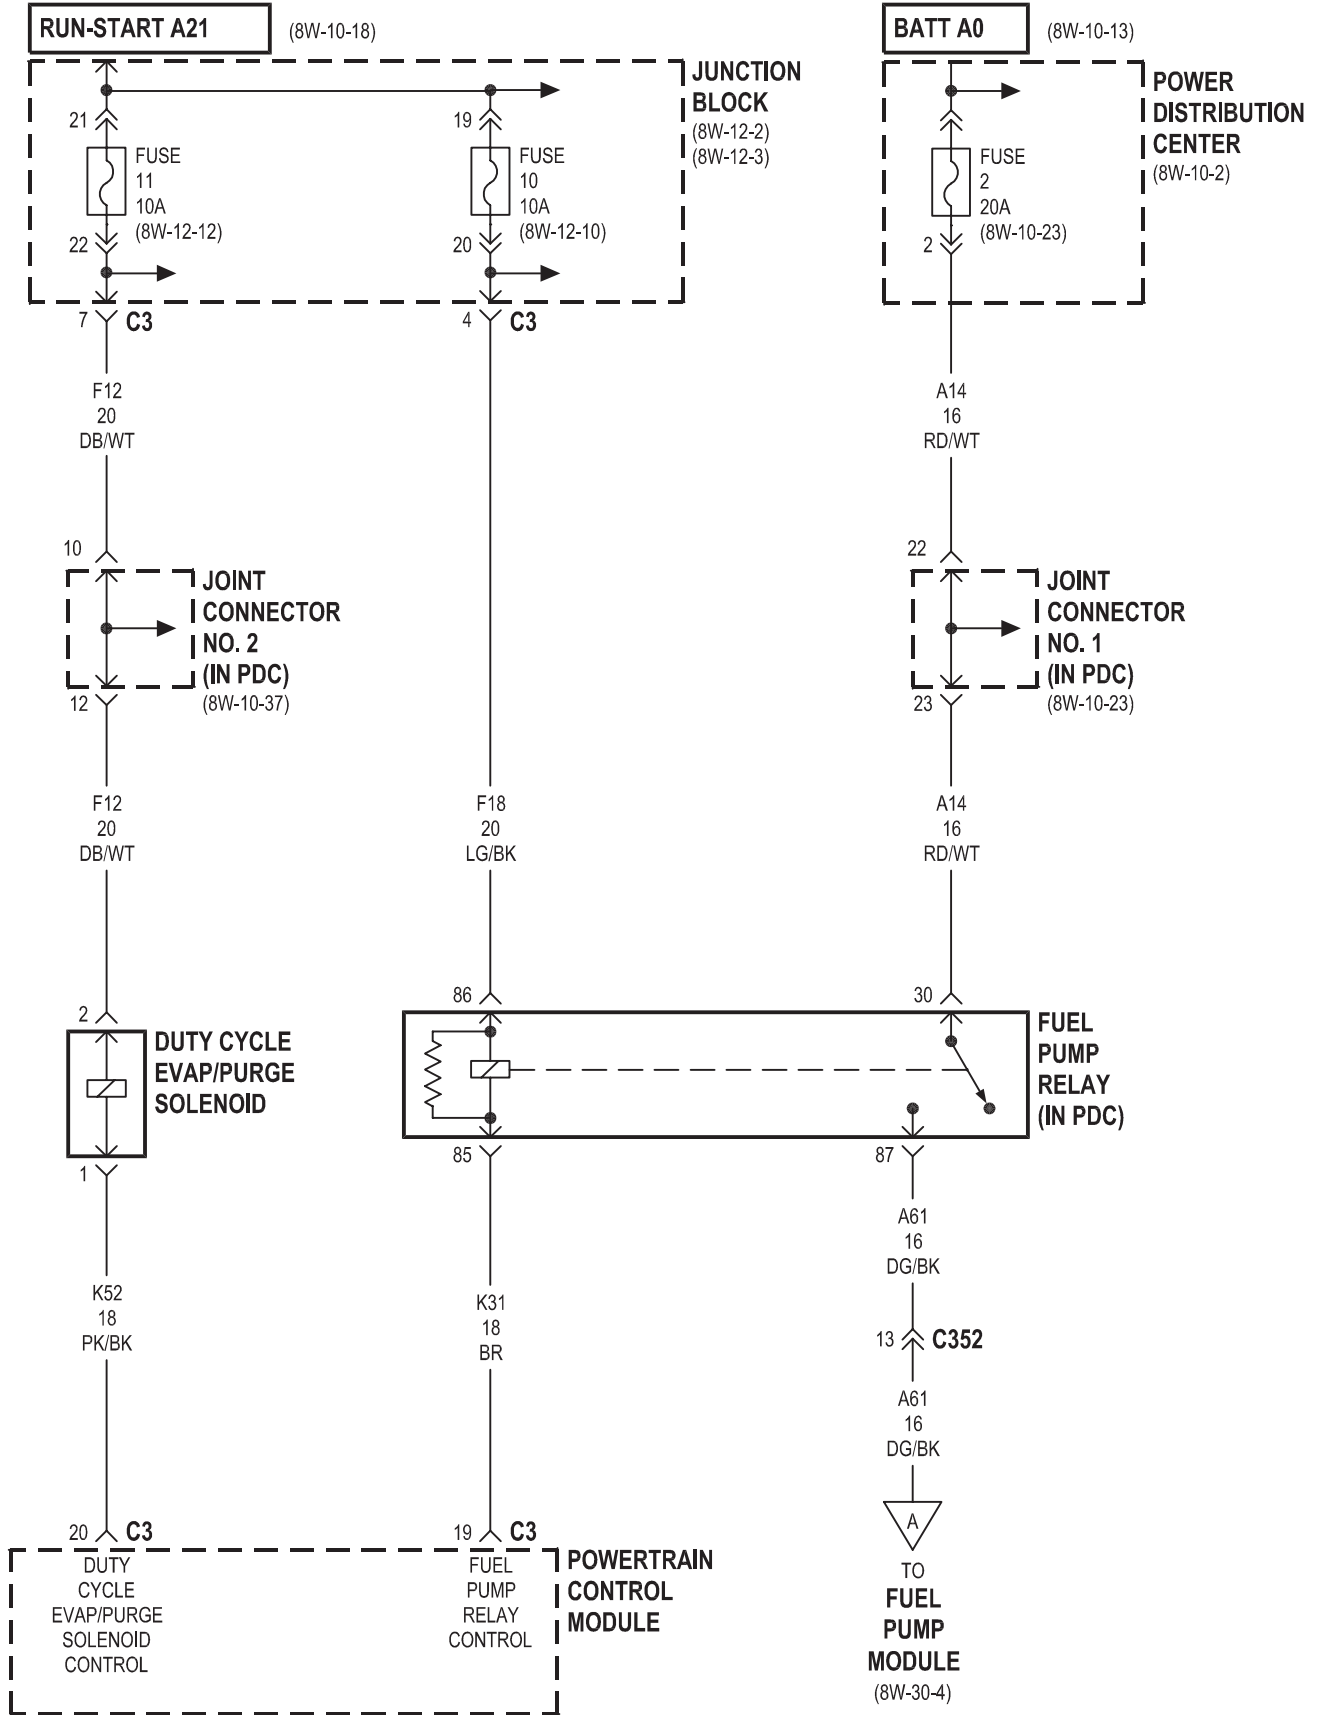 RUN-START A21 (8W-10-18)
BATT A0 (8W-10-13)
JUNCTION
BLOCK
(8W-12-2)
(8W-12-3)
POWER
DISTRIBUTION
CENTER
(8W-10-2)
21
FUSE
11
10A
(8W-12-12)
22
19
FUSE
10
10A
(8W-12-10)
20
FUSE
2
20A
(8W-10-23)
2
7 C3
4 C3
F12
20
DB/WT
A14
16
RD/WT
10
JOINT
CONNECTOR
NO. 2
(IN PDC)
(8W-10-37)
12
22
JOINT
CONNECTOR
NO. 1
(IN PDC)
(8W-10-23)
23
F12
20
DB/WT
F18
20
LG/BK
A14
16
RD/WT
2
DUTY CYCLE
EVAP/PURGE
SOLENOID
1
86
30
FUEL
PUMP
RELAY
(IN PDC)
85
87
K52
18
PK/BK
K31
18
BR
A61
16
DG/BK
13 C352
A61
16
DG/BK
A
TO
FUEL
PUMP
MODULE
(8W-30-4)
20 C3
19 C3
DUTY
CYCLE
EVAP/PURGE
SOLENOID
CONTROL
FUEL
PUMP
RELAY
CONTROL
POWERTRAIN
CONTROL
MODULE